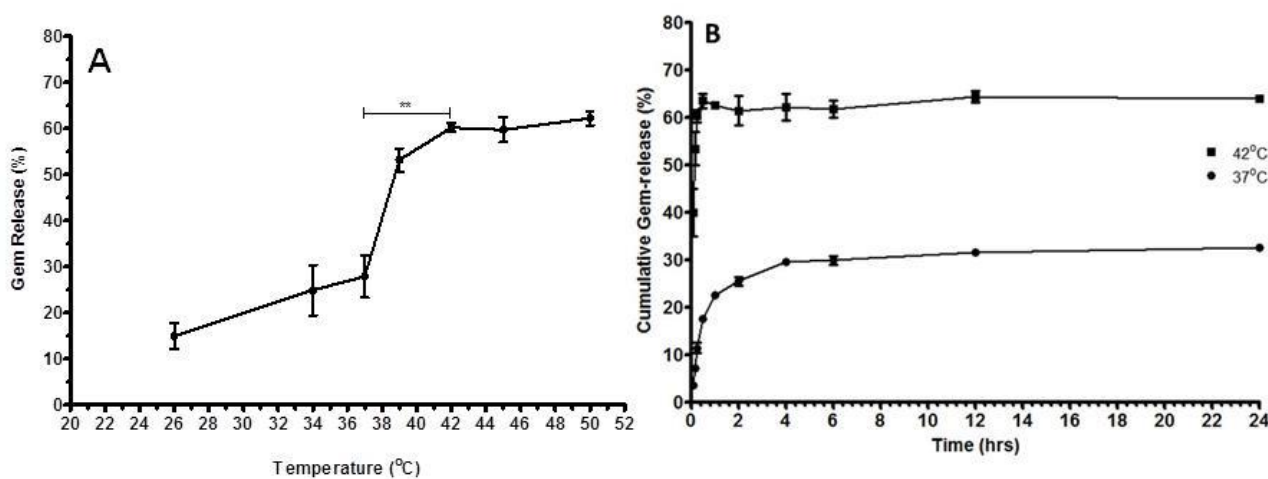 A
Gem Release (%)
80
70
60
50
40
30
20
10
0
**
20 22 24 26 28 30 32 34 36 38 40 42 44 46 48 50 52
Temperature (°C)
B
Cumulative Gem-release (%)
80
70
60
50
40
30
20
10
0
42°C
37°C
0 2 4 6 8 10 12 14 16 18 20 22 24
Time (hrs)